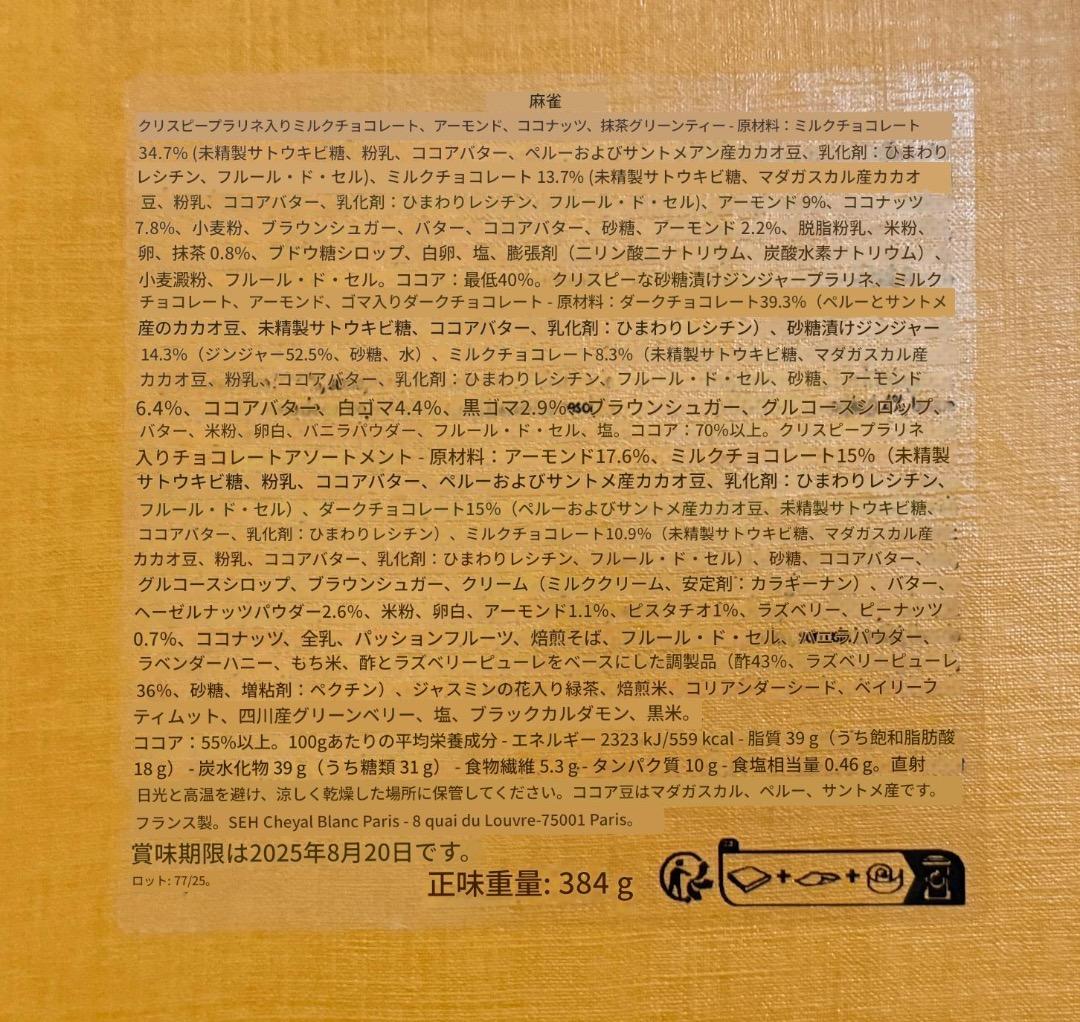 麻雀
クリスピープラリネ入りミルクチョコレート、アーモンド、ココナッツ、抹茶グリーンティー - 原材料：ミルクチョコレート
34.7% (未精製サトウキビ糖、粉乳、ココアバター、ペルーおよびサントメアン産カカオ豆、乳化剤：ひまわり
レシチン、フルール・ド・セル)、ミルクチョコレート 13.7% (未精製サトウキビ糖、マダガスカル産カカオ
豆、粉乳、ココアバター、乳化剤：ひまわりレシチン、フルール・ド・セル)、アーモンド 9%、ココナッツ
7.8%、小麦粉、ブラウンシュガー、バター、ココアバター、砂糖、アーモンド 2.2%、脱脂粉乳、米粉、
卵、抹茶 0.8%、ブドウ糖シロップ、白卵、塩、膨張剤（二リン酸二ナトリウム、炭酸水素ナトリウム）、
小麦澱粉、フルール・ド・セル。ココア：最低40%。クリスピーな砂糖漬けジンジャープラリネ、ミルク
チョコレート、アーモンド、ゴマ入りダークチョコレート - 原材料：ダークチョコレート39.3%（ペルーとサントメ
産のカカオ豆、未精製サトウキビ糖、ココアバター、乳化剤：ひまわりレシチン）、砂糖漬けジンジャー
14.3%（ジンジャー52.5%、砂糖、水）、ミルクチョコレート8.3%（未精製サトウキビ糖、マダガスカル産
カカオ豆、粉乳、ココアバター、乳化剤：ひまわりレシチン、フルール・ド・セル、砂糖、アーモンド
6.4%、ココアバター、白ゴマ4.4%、黒ゴマ2.9%、ブラウンシュガー、グルコースシロップ、
バター、米粉、卵白、バニラパウダー、フルール・ド・セル、塩。ココア：70%以上。クリスピープラリネ
入りチョコレートアソートメント - 原材料：アーモンド17.6%、ミルクチョコレート15%（未精製
サトウキビ糖、粉乳、ココアバター、ペルーおよびサントメ産カカオ豆、乳化剤：ひまわりレシチン、
フルール・ド・セル）、ダークチョコレート15%（ペルーおよびサントメ産カカオ豆、未精製サトウキビ糖、
ココアバター、乳化剤：ひまわりレシチン）、ミルクチョコレート10.9%（未精製サトウキビ糖、マダガスカル産
カカオ豆、粉乳、ココアバター、乳化剤：ひまわりレシチン、フルール・ド・セル）、砂糖、ココアバター、
グルコースシロップ、ブラウンシュガー、クリーム（ミルククリーム、安定剤：カラギーナン）、バター、
ヘーゼルナッツパウダー2.6%、米粉、卵白、アーモンド1.1%、ピスタチオ1%、ラズベリー、ピーナッツ
0.7%、ココナッツ、全乳、パッションフルーツ、焙煎そば、フルール・ド・セル、バニラパウダー、
ラベンダーハニー、もち米、酢とラズベリーピューレをベースにした調製品（酢43%、ラズベリーピューレ
36%、砂糖、増粘剤：ペクチン）、ジャスミンの花入り緑茶、焙煎米、コリアンダーシード、ベイリーフ
ティムット、四川産グリーンベリー、塩、ブラックカルダモン、黒米。
ココア：55%以上。100gあたりの平均栄養成分 - エネルギー 2323 kJ/559 kcal - 脂質 39 g（うち飽和脂肪酸
18 g） - 炭水化物 39 g（うち糖類 31 g） - 食物繊維 5.3 g - タンパク質 10 g - 食塩相当量 0.46 g。直射
日光と高温を避け、涼しく乾燥した場所に保管してください。ココア豆はマダガスカル、ペルー、サントメ産です。
フランス製。SEH Cheyal Blanc Paris - 8 quai du Louvre-75001 Paris。
賞味期限は2025年8月20日です。
ロット: 77/25。
正味重量: 384 g